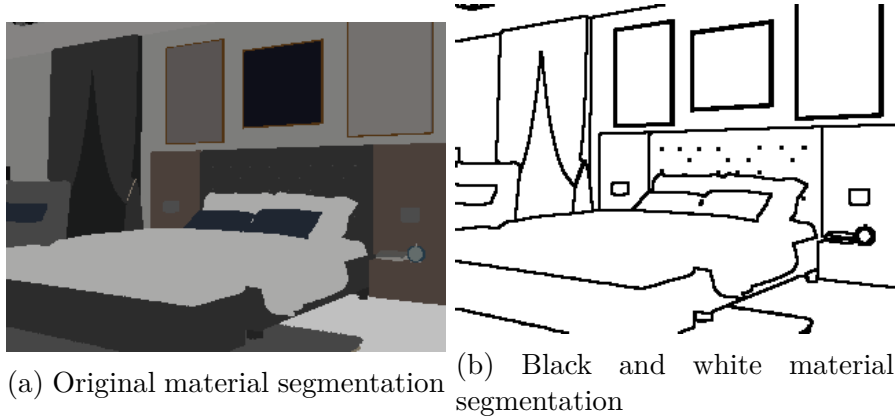 (a) Original material segmentation
(b) Black and white material
segmentation